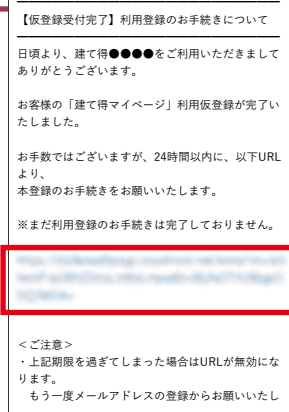 【仮登録受付完了】利用登録のお手続きについて
日頃より、建て得●●●●をご利用いただきまして
ありがとうございます。
お客様の「建て得マイページ」利用仮登録が完了い
たしました。
お手数ではございますが、24時間以内に、以下URL
より、
本登録のお手続きをお願いいたします。
※まだ利用登録のお手続きは完了しておりません。
＜ご注意＞
・上記期限を過ぎてしまった場合はURLが無効にな
ります。
もう一度メールアドレスの登録からお願いいたし